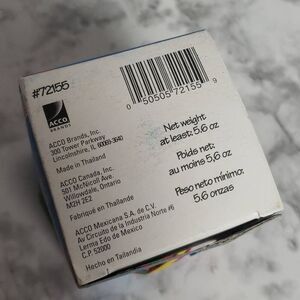 #72155
0 50505 72155 9
ACCO
BRANDS
ACCO Brands, Inc.
300 Tower Parkway
Lincolnshire, IL 60069-3640
Made in Thailand
ACCO Canada, Inc.
501 McNicoll Ave.
Willowdale, Ontario
M2H 2E2
Fabriqué en Thaïlande
ACCO Mexicana S.A. de C.V.
Av Circuito de la Industria Norte #6
Lerma Edo de Mexico
C.P. 52000
Hecho en Tailandia
Net weight
at least: 5.6 oz
Poids net:
au moins 5,6 oz
Peso neto mínimo:
5.6 onzas